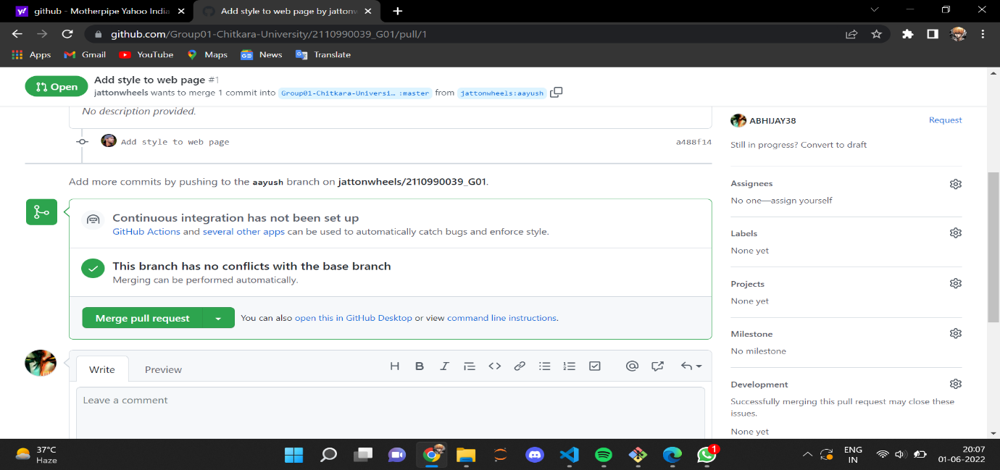 github - Motherpipe Yahoo India
Add style to web page by jattonw
github.com/Group01-Chitkara-University/2110990039_G01/pull/1
Apps Gmail YouTube Maps News Translate
Open
Add style to web page #1
jattonwheels wants to merge 1 commit into Group01-Chitkara-Universi… :master from jattonwheels:aayush
No description provided.
Add style to web page a488f14
Add more commits by pushing to the aayush branch on jattonwheels/2110990039_G01.
Continuous integration has not been set up
GitHub Actions and several other apps can be used to automatically catch bugs and enforce style.
This branch has no conflicts with the base branch
Merging can be performed automatically.
Merge pull request
You can also open this in GitHub Desktop or view command line instructions.
Write Preview
Leave a comment
ABHIJAY38 Request
Still in progress? Convert to draft
Assignees
No one—assign yourself
Labels
None yet
Projects
None yet
Milestone
No milestone
Development
Successfully merging this pull request may close these
issues.
None yet
37°C
Haze
1
ENG
IN
20:07
01-06-2022